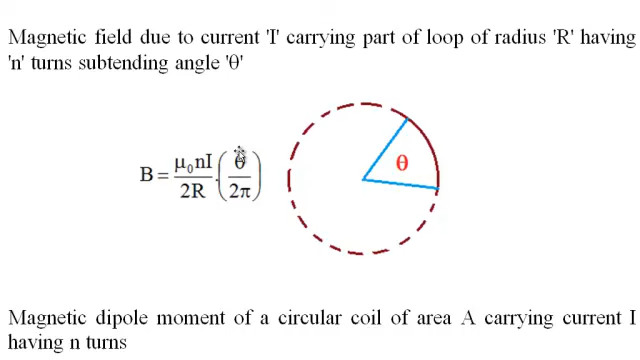 Magnetic field due to current 'I' carrying part of loop of radius 'R' having
'n' turns subtending angle 'θ'
B = μ₀nI/2R · (θ/2π)
θ
Magnetic dipole moment of a circular coil of area A carrying current I
having n turns